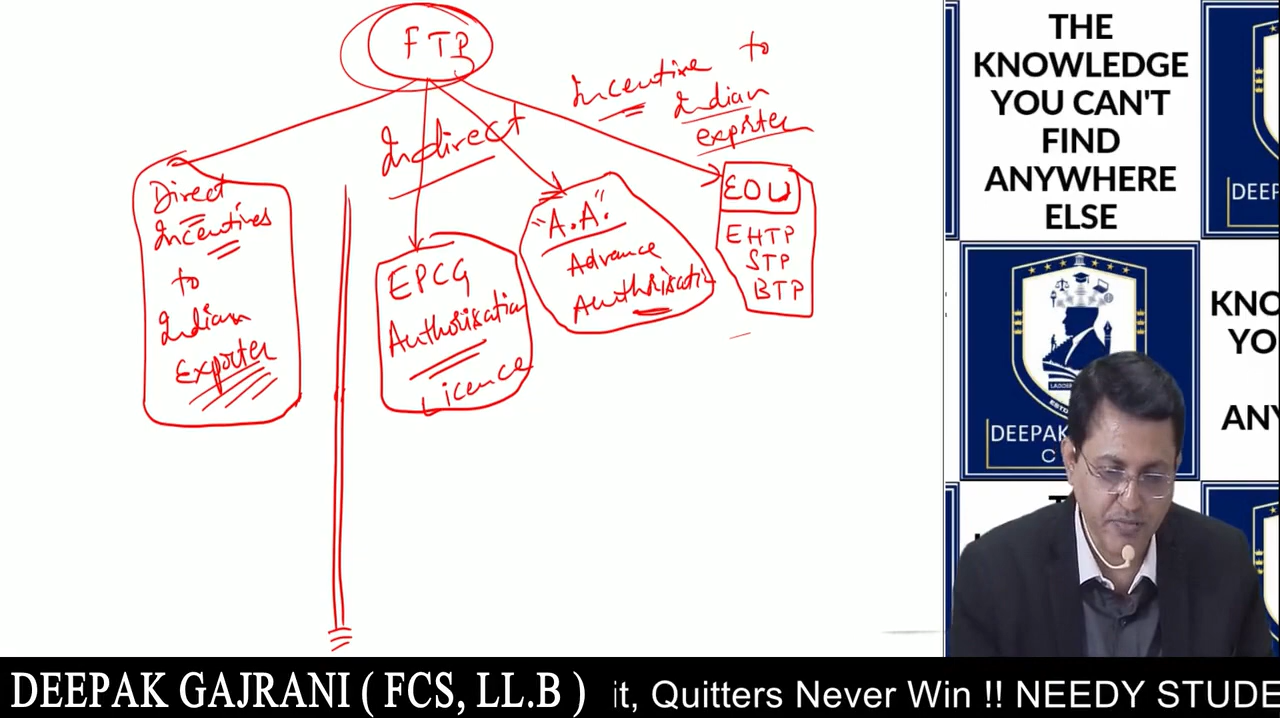 FTP
Incentive to
Indian
exporter
Indirect
Direct
Incentives
to
Indian
Exporter
EPCG
Authorisation
Licence
"A.A".
Advance
Authorisatin
EOU
EHTP
STP
BTP
THE
KNOWLEDGE
YOU CAN'T
FIND
ANYWHERE
ELSE
DEEP
KNO
YO
ANY
DEEPAK
C
DEEPAK GAJRANI ( FCS, LL.B ) it, Quitters Never Win !! NEEDY STUDE